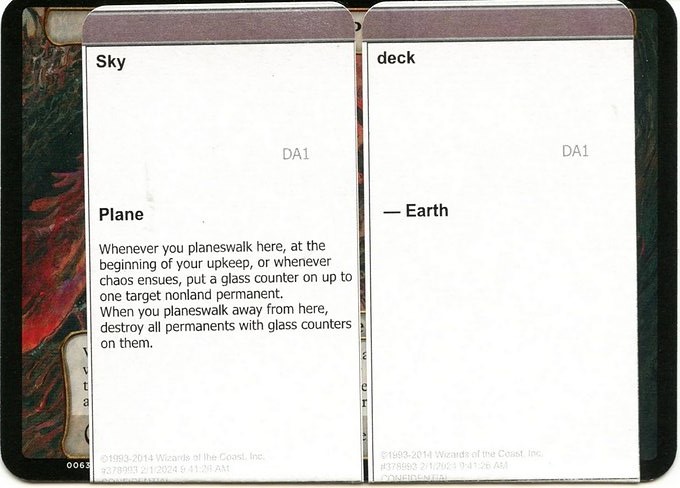 Sky
DA1
Plane
Whenever you planeswalk here, at the
beginning of your upkeep, or whenever
chaos ensues, put a glass counter on up to
one target nonland permanent.
When you planeswalk away from here,
destroy all permanents with glass counters
on them.
©1993-2014 Wizards of the Coast, Inc.
#378993 2/1/2024 9:41:26 AM
CONFIDENTIAL
deck
DA1
— Earth
©1993-2014 Wizards of the Coast, Inc.
#378993 2/1/2024 9:41:26 AM
CONFIDENTIAL
0063